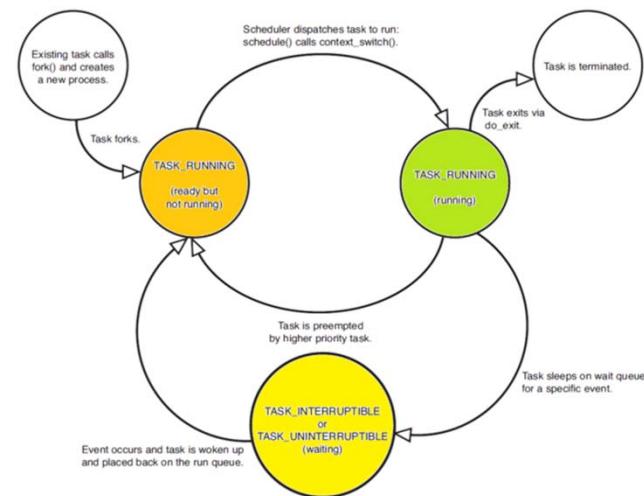 Existing task calls
fork() and creates
a new process.
Scheduler dispatches task to run:
schedule() calls context_switch().
Task is terminated.
Task forks.
Task exits via
do_exit.
TASK_RUNNING
(ready but
not running)
TASK_RUNNING
(running)
Task is preempted
by higher priority task.
Task sleeps on wait queue
for a specific event.
TASK_INTERRUPTIBLE
or
TASK_UNINTERRUPTIBLE
(waiting)
Event occurs and task is woken up
and placed back on the run queue.